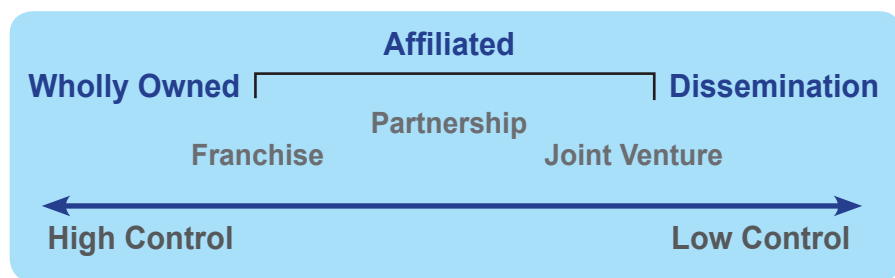 Affiliated
Wholly Owned
Dissemination
Partnership
Franchise
Joint Venture
High Control
Low Control